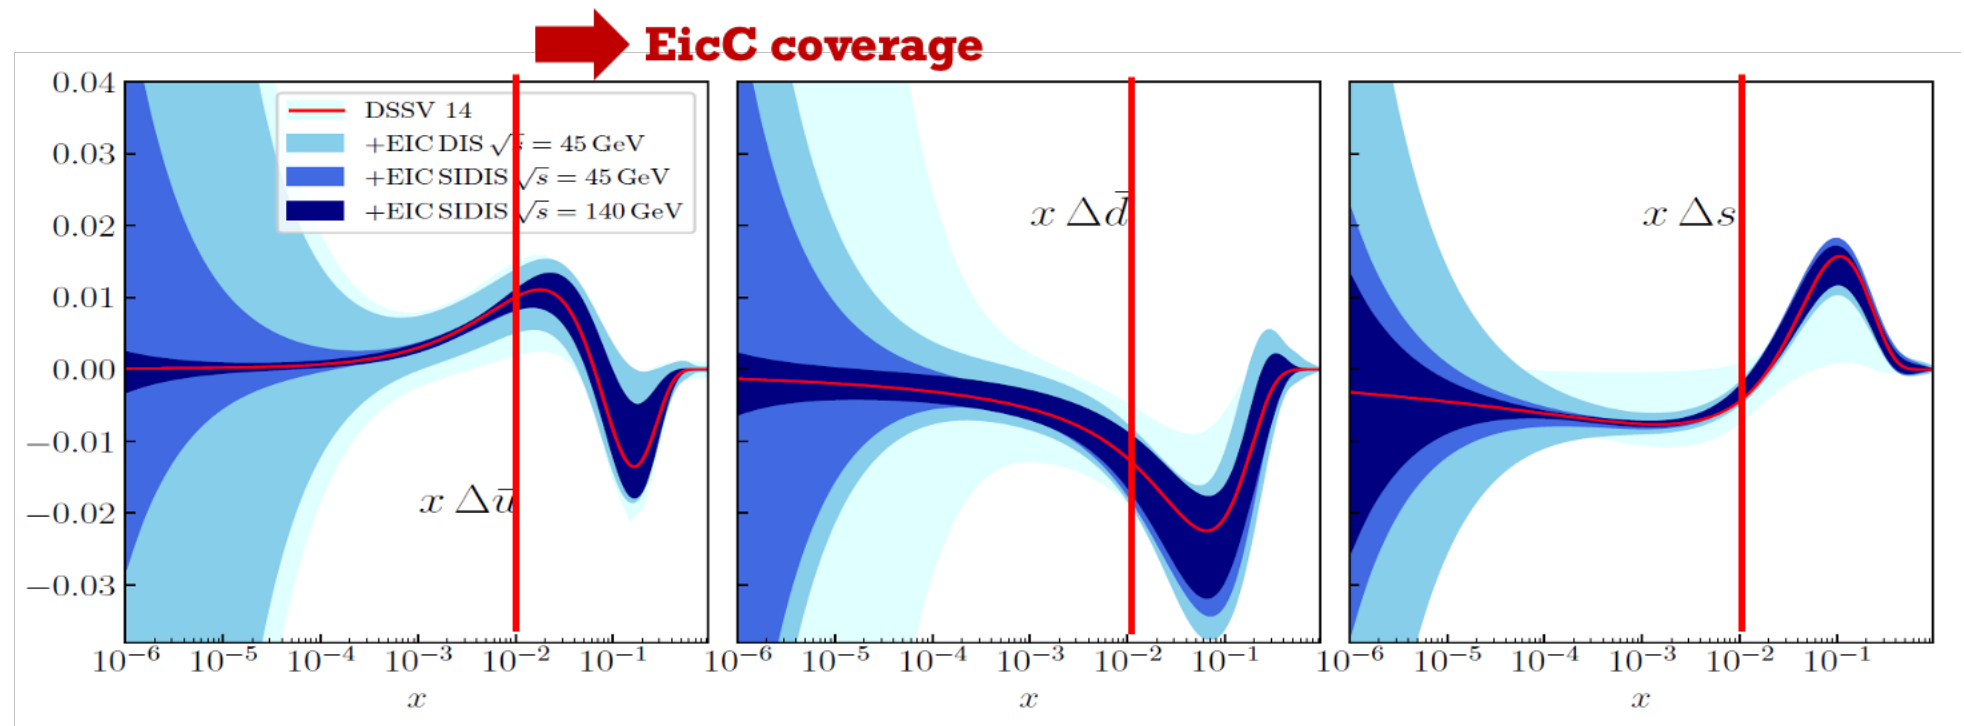 EicC coverage
DSSV 14
+EIC DIS √s = 45 GeV
+EIC SIDIS √s = 45 GeV
+EIC SIDIS √s = 140 GeV
0.04
0.03
0.02
0.01
0.00
−0.01
−0.02
−0.03
x Δū
x Δd̄
x Δs
10⁻⁶ 10⁻⁵ 10⁻⁴ 10⁻³ 10⁻² 10⁻¹ 10⁻⁶ 10⁻⁵ 10⁻⁴ 10⁻³ 10⁻² 10⁻¹ 10⁻⁶ 10⁻⁵ 10⁻⁴ 10⁻³ 10⁻² 10⁻¹
x x x